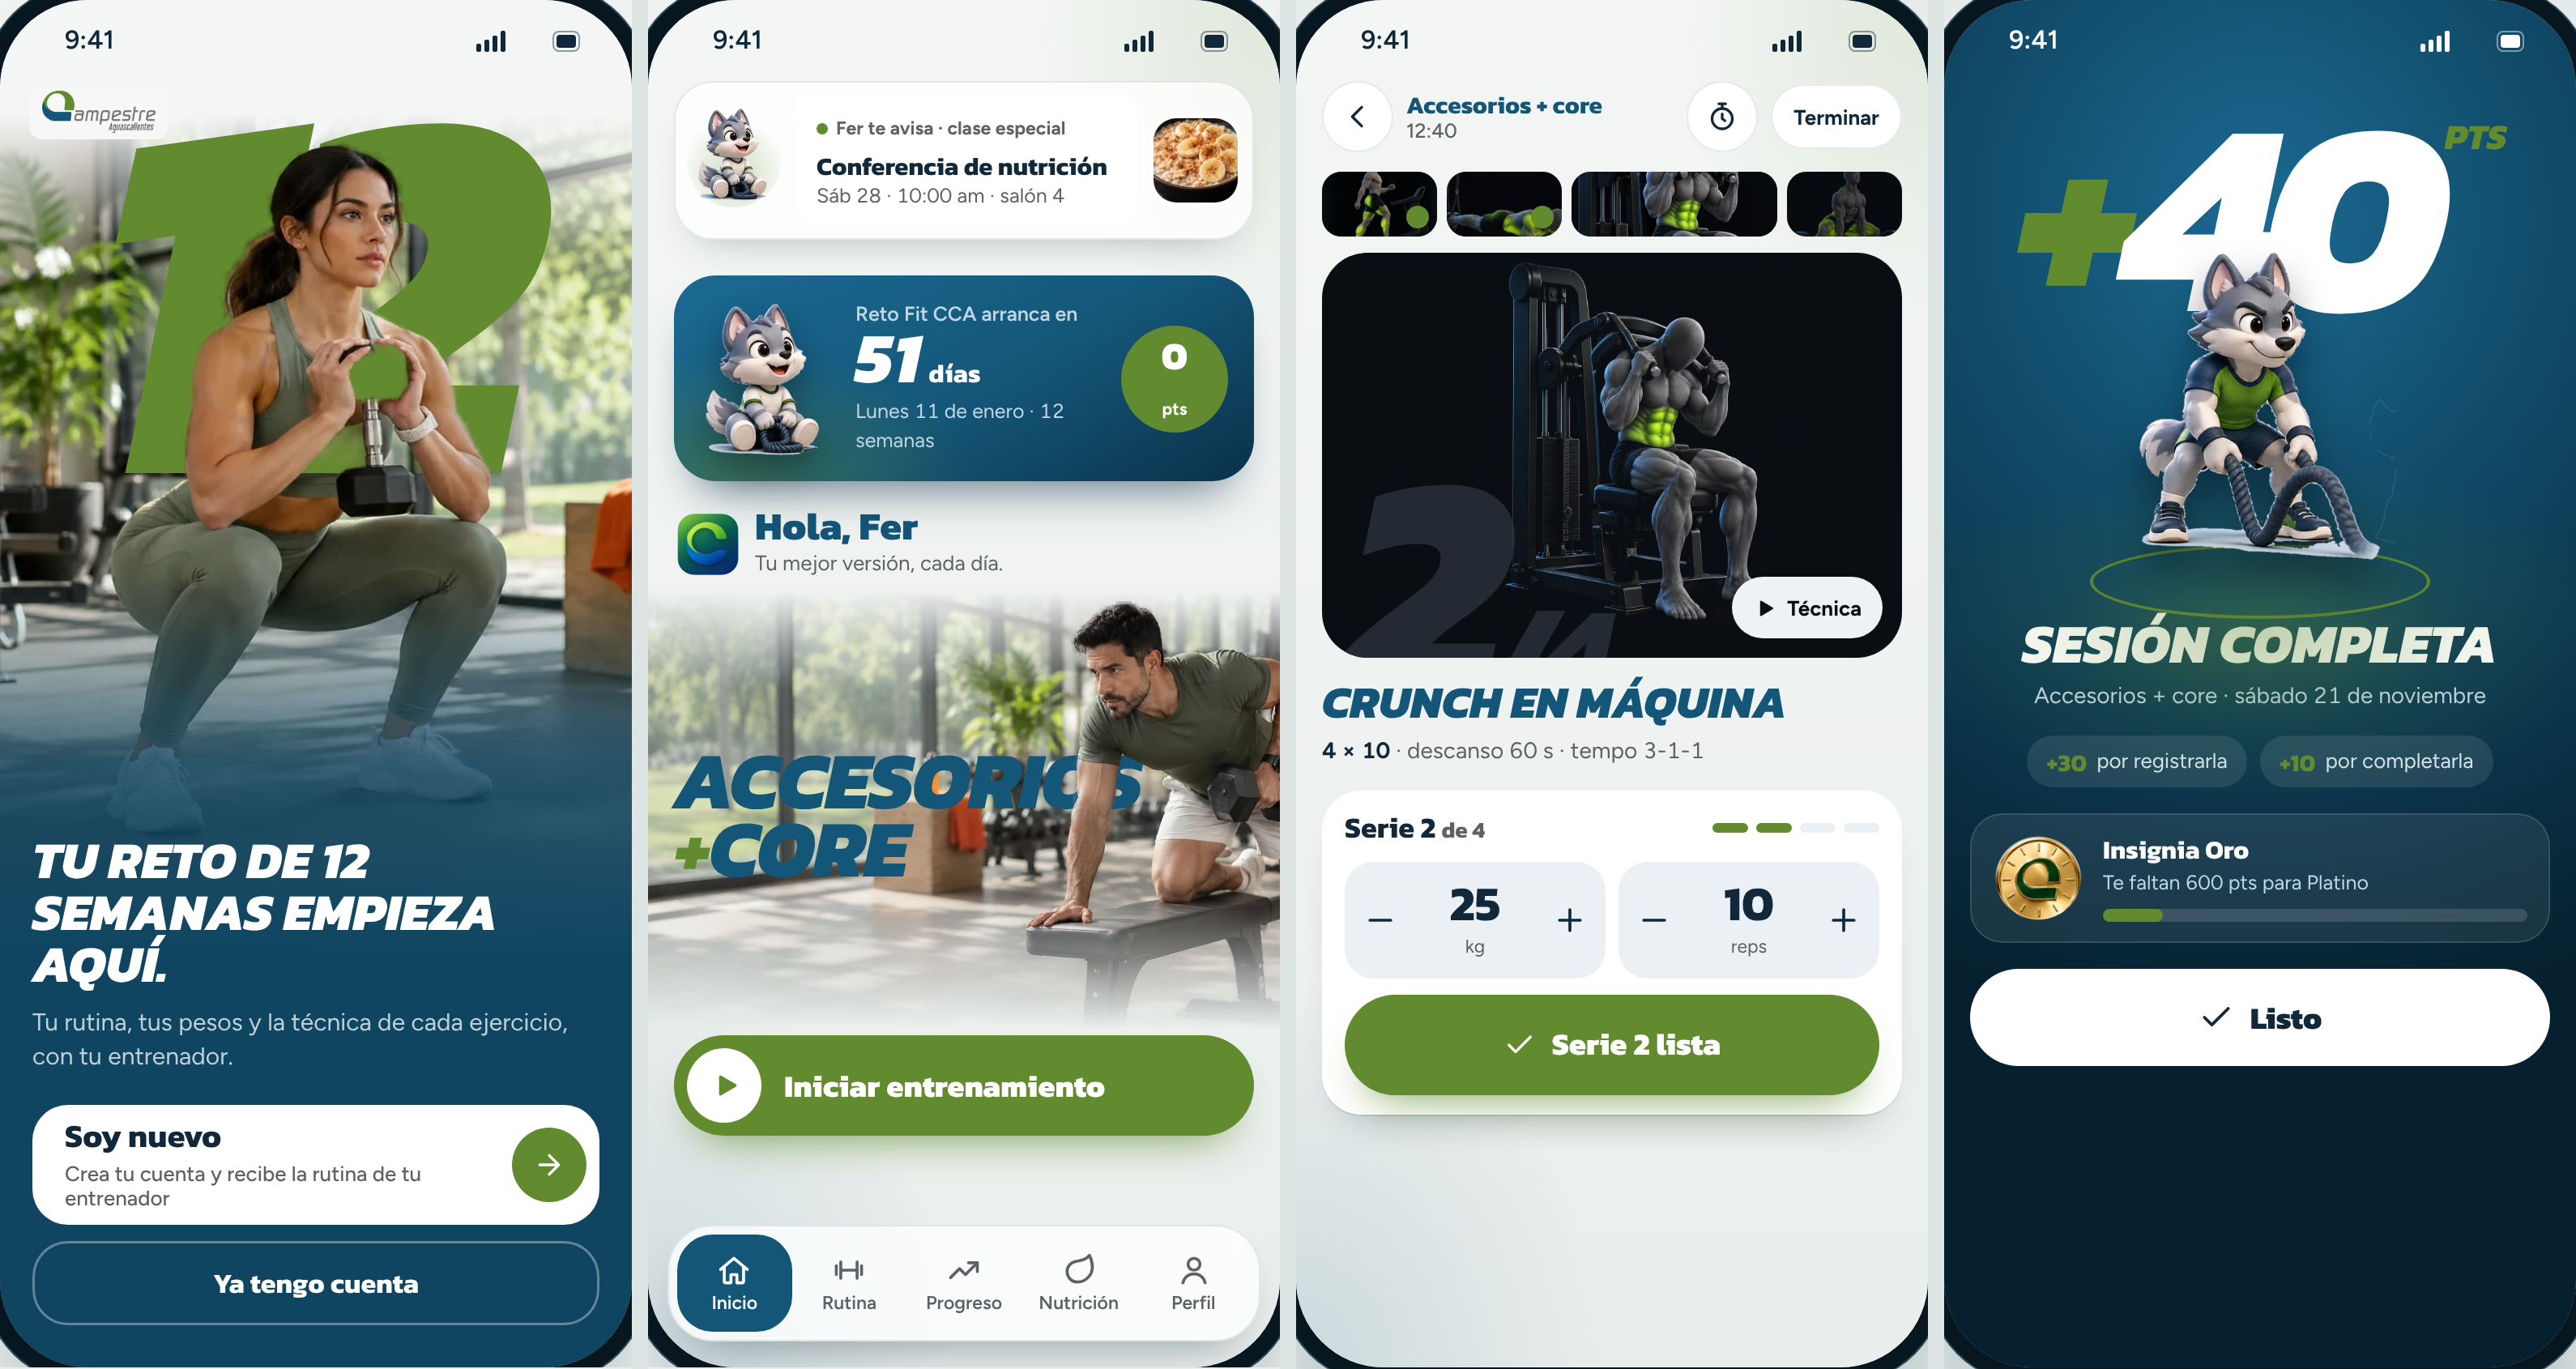 9:41
ampestre
Aguascalientes
12
TU RETO DE 12
SEMANAS EMPIEZA
AQUÍ.
Tu rutina, tus pesos y la técnica de cada ejercicio,
con tu entrenador.
Soy nuevo
Crea tu cuenta y recibe la rutina de tu
entrenador
Ya tengo cuenta
9:41
Fer te avisa · clase especial
Conferencia de nutrición
Sáb 28 · 10:00 am · salón 4
Reto Fit CCA arranca en
51 días
Lunes 11 de enero · 12
semanas
0
pts
Hola, Fer
Tu mejor versión, cada día.
ACCESORIOS
+CORE
Iniciar entrenamiento
Inicio
Rutina
Progreso
Nutrición
Perfil
9:41
Accesorios + core
12:40
Terminar
2/4
Técnica
CRUNCH EN MÁQUINA
4 × 10 · descanso 60 s · tempo 3-1-1
Serie 2 de 4
− 25 +
kg
− 10 +
reps
Serie 2 lista
9:41
+40 PTS
SESIÓN COMPLETA
Accesorios + core · sábado 21 de noviembre
+30 por registrarla
+10 por completarla
Insignia Oro
Te faltan 600 pts para Platino
Listo